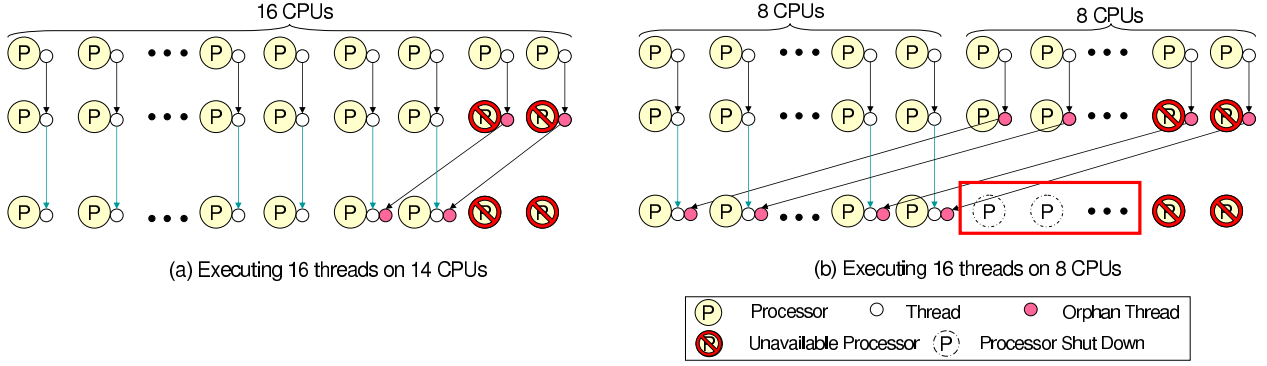 16 CPUs 8 CPUs 8 CPUs
P P ••• P P P P P P P P ••• P P P P ••• P P
P P ••• P P P P P P P P ••• P P P P ••• P P
P P ••• P P P P P P P P ••• P P P P ••• P P
(a) Executing 16 threads on 14 CPUs (b) Executing 16 threads on 8 CPUs
P Processor Thread Orphan Thread
P Unavailable Processor P Processor Shut Down